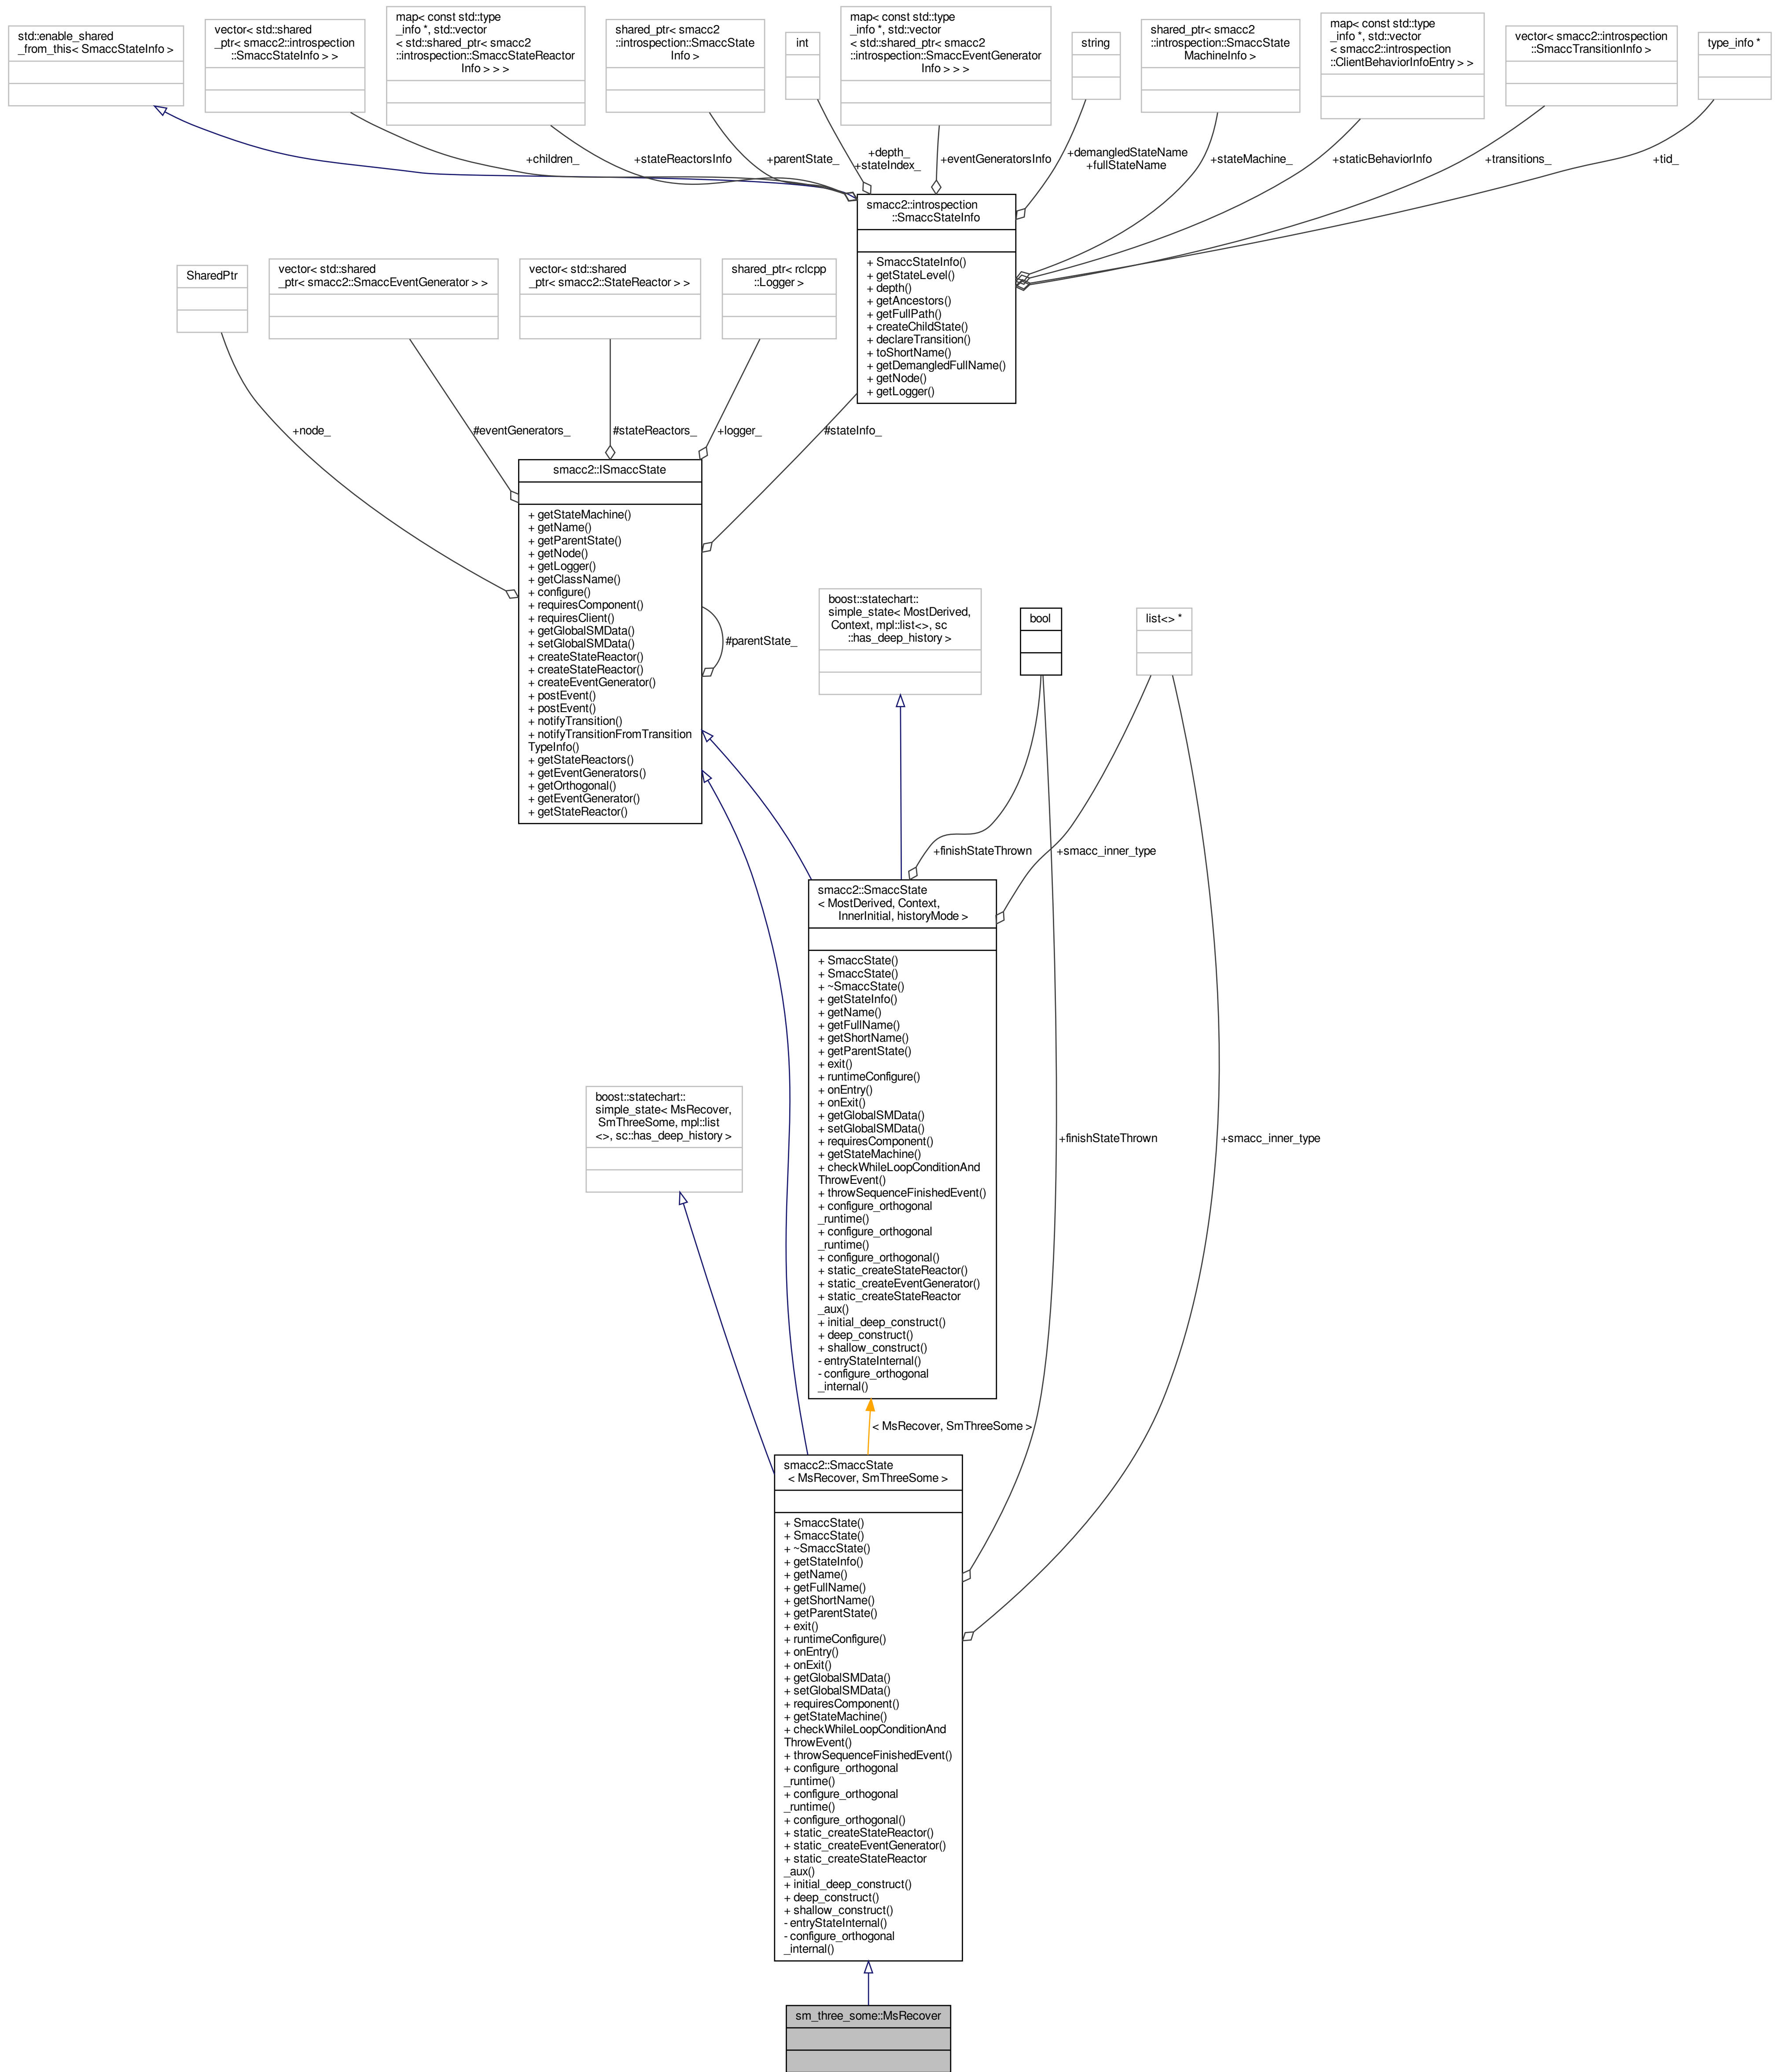 std::enable_shared
_from_this< SmaccStateInfo >
vector< std::shared
_ptr< smacc2::introspection
::SmaccStateInfo > >
map< const std::type
_info *, std::vector
< std::shared_ptr< smacc2
::introspection::SmaccStateReactor
Info > > >
shared_ptr< smacc2
::introspection::SmaccState
Info >
int
map< const std::type
_info *, std::vector
< std::shared_ptr< smacc2
::introspection::SmaccEventGenerator
Info > > >
string
shared_ptr< smacc2
::introspection::SmaccState
MachineInfo >
map< const std::type
_info *, std::vector
< smacc2::introspection
::ClientBehaviorInfoEntry > >
vector< smacc2::introspection
::SmaccTransitionInfo >
type_info *
+children_
+stateReactorsInfo
+parentState_
+depth_
+stateIndex_
+eventGeneratorsInfo
+demangledStateName
+fullStateName
+stateMachine_
+staticBehaviorInfo
+transitions_
+tid_
smacc2::introspection
::SmaccStateInfo
+ SmaccStateInfo()
+ getStateLevel()
+ depth()
+ getAncestors()
+ getFullPath()
+ createChildState()
+ declareTransition()
+ toShortName()
+ getDemangledFullName()
+ getNode()
+ getLogger()
SharedPtr
vector< std::shared
_ptr< smacc2::SmaccEventGenerator > >
vector< std::shared
_ptr< smacc2::StateReactor > >
shared_ptr< rclcpp
::Logger >
+node_
#eventGenerators_
#stateReactors_
+logger_
#stateInfo_
smacc2::ISmaccState
+ getStateMachine()
+ getName()
+ getParentState()
+ getNode()
+ getLogger()
+ getClassName()
+ configure()
+ requiresComponent()
+ requiresClient()
+ getGlobalSMData()
+ setGlobalSMData()
+ createStateReactor()
+ createStateReactor()
+ createEventGenerator()
+ postEvent()
+ postEvent()
+ notifyTransition()
+ notifyTransitionFromTransition
TypeInfo()
+ getStateReactors()
+ getEventGenerators()
+ getOrthogonal()
+ getEventGenerator()
+ getStateReactor()
#parentState_
boost::statechart::
simple_state< MostDerived,
Context, mpl::list<>, sc
::has_deep_history >
bool
list<> *
+finishStateThrown
+smacc_inner_type
smacc2::SmaccState
< MostDerived, Context,
InnerInitial, historyMode >
+ SmaccState()
+ SmaccState()
+ ~SmaccState()
+ getStateInfo()
+ getName()
+ getFullName()
+ getShortName()
+ getParentState()
+ exit()
+ runtimeConfigure()
+ onEntry()
+ onExit()
+ getGlobalSMData()
+ setGlobalSMData()
+ requiresComponent()
+ getStateMachine()
+ checkWhileLoopConditionAnd
ThrowEvent()
+ throwSequenceFinishedEvent()
+ configure_orthogonal
_runtime()
+ configure_orthogonal
_runtime()
+ configure_orthogonal()
+ static_createStateReactor()
+ static_createEventGenerator()
+ static_createStateReactor
_aux()
+ initial_deep_construct()
+ deep_construct()
+ shallow_construct()
- entryStateInternal()
- configure_orthogonal
_internal()
boost::statechart::
simple_state< MsRecover,
SmThreeSome, mpl::list
<>, sc::has_deep_history >
+finishStateThrown
+smacc_inner_type
< MsRecover, SmThreeSome >
smacc2::SmaccState
< MsRecover, SmThreeSome >
+ SmaccState()
+ SmaccState()
+ ~SmaccState()
+ getStateInfo()
+ getName()
+ getFullName()
+ getShortName()
+ getParentState()
+ exit()
+ runtimeConfigure()
+ onEntry()
+ onExit()
+ getGlobalSMData()
+ setGlobalSMData()
+ requiresComponent()
+ getStateMachine()
+ checkWhileLoopConditionAnd
ThrowEvent()
+ throwSequenceFinishedEvent()
+ configure_orthogonal
_runtime()
+ configure_orthogonal
_runtime()
+ configure_orthogonal()
+ static_createStateReactor()
+ static_createEventGenerator()
+ static_createStateReactor
_aux()
+ initial_deep_construct()
+ deep_construct()
+ shallow_construct()
- entryStateInternal()
- configure_orthogonal
_internal()
sm_three_some::MsRecover